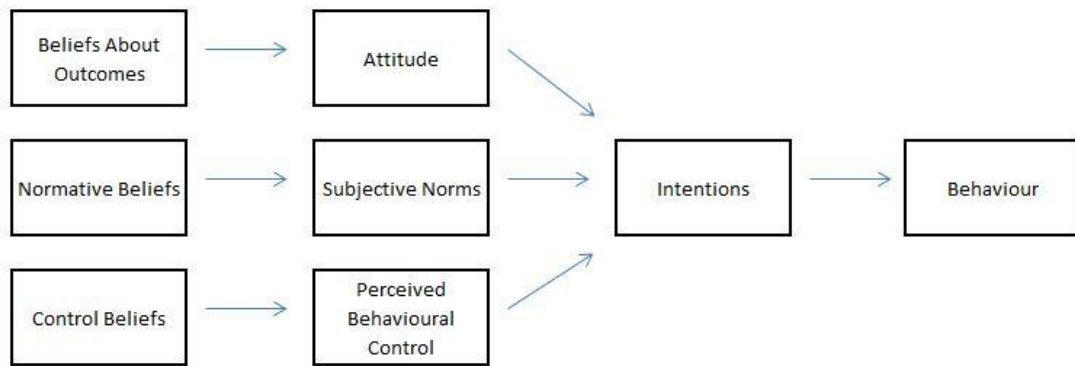 Beliefs About
Outcomes
Attitude
Normative Beliefs
Subjective Norms
Intentions
Behaviour
Control Beliefs
Perceived
Behavioural
Control